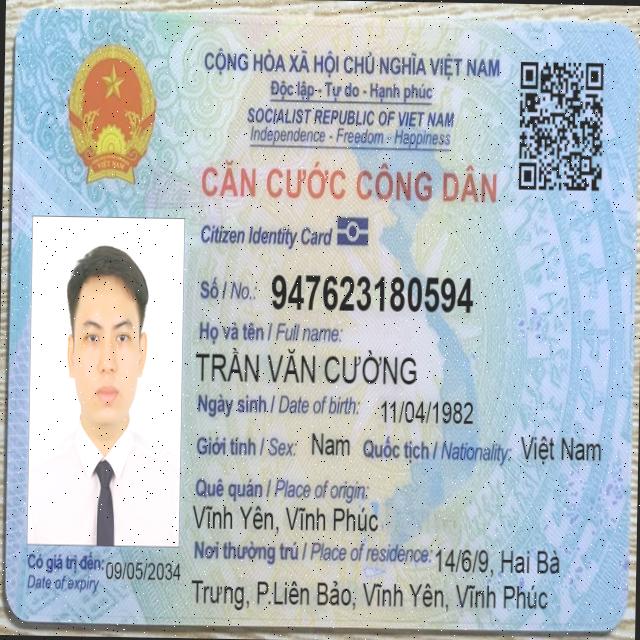 CỘNG HÒA XÃ HỘI CHỦ NGHĨA VIỆT NAM
Độc lập - Tự do - Hạnh phúc
SOCIALIST REPUBLIC OF VIET NAM
Independence - Freedom - Happiness
CĂN CƯỚC CÔNG DÂN
Citizen Identity Card
Số / No.: 947623180594
Họ và tên / Full name:
TRẦN VĂN CƯỜNG
Ngày sinh / Date of birth: 11/04/1982
Giới tính / Sex: Nam Quốc tịch / Nationality: Việt Nam
Quê quán / Place of origin:
Vĩnh Yên, Vĩnh Phúc
Nơi thường trú / Place of residence: 14/6/9, Hai Bà
Trưng, P.Liên Bảo, Vĩnh Yên, Vĩnh Phúc
Có giá trị đến: 09/05/2034
Date of expiry
VIỆT NAM